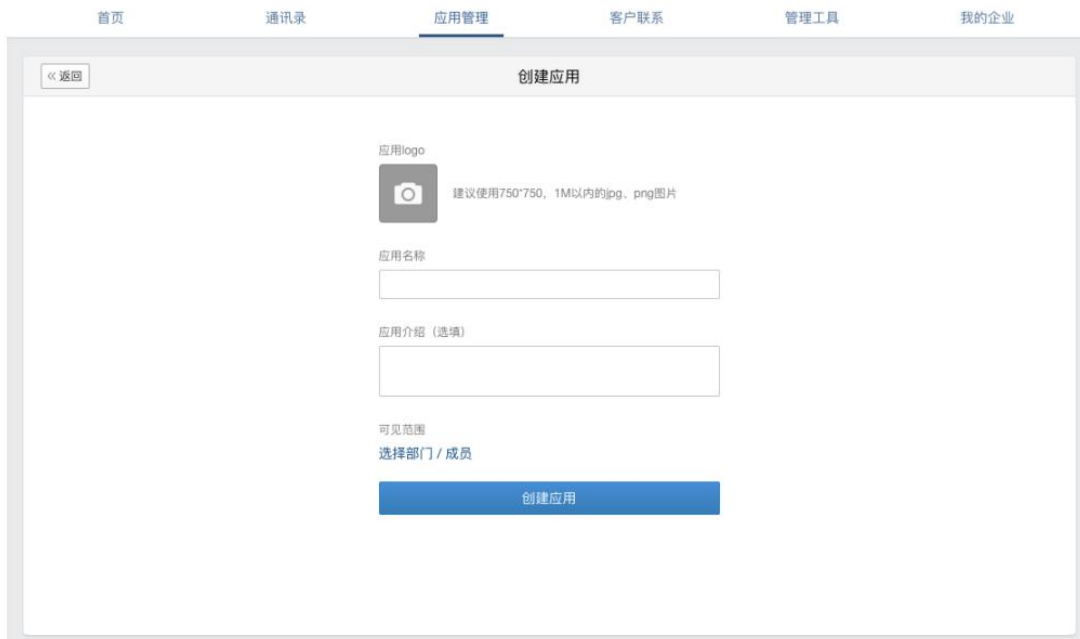 首页 通讯录 应用管理 客户联系 管理工具 我的企业
«返回 创建应用
应用logo
建议使用750*750，1M以内的jpg、png图片
应用名称
应用介绍（选填）
可见范围
选择部门 / 成员
创建应用